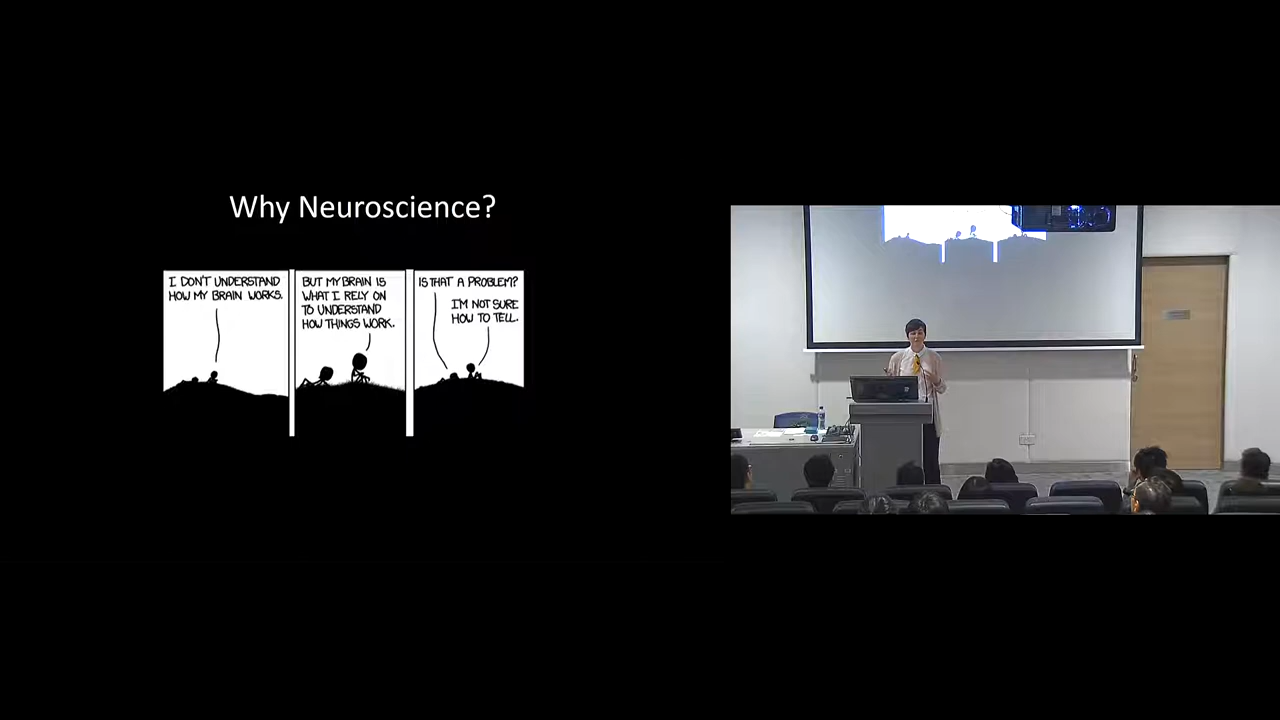 Why Neuroscience?
I DON'T UNDERSTAND
HOW MY BRAIN WORKS.
BUT MY BRAIN IS
WHAT I RELY ON
TO UNDERSTAND
HOW THINGS WORK.
IS THAT A PROBLEM?
I'M NOT SURE
HOW TO TELL.